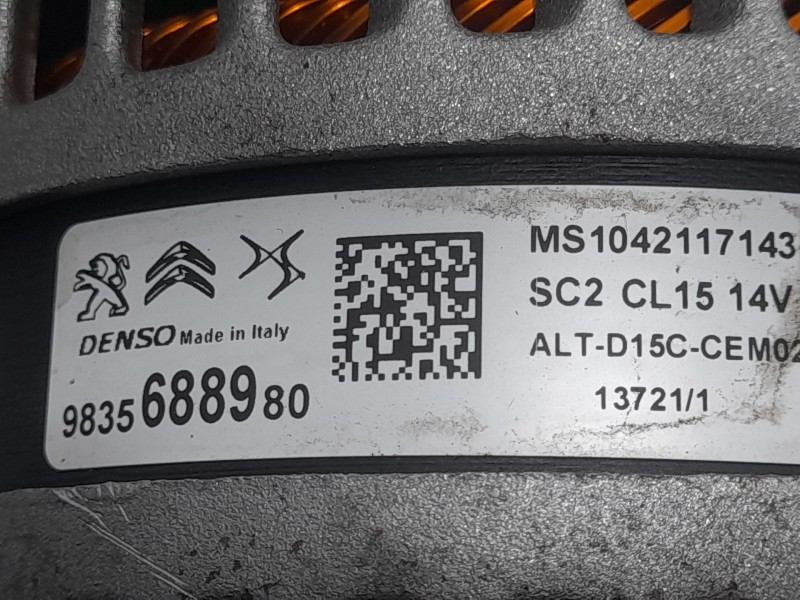 DENSO Made in Italy
9835688980
MS1042117143
SC2 CL15 14V
ALT-D15C-CEM02
13721/1